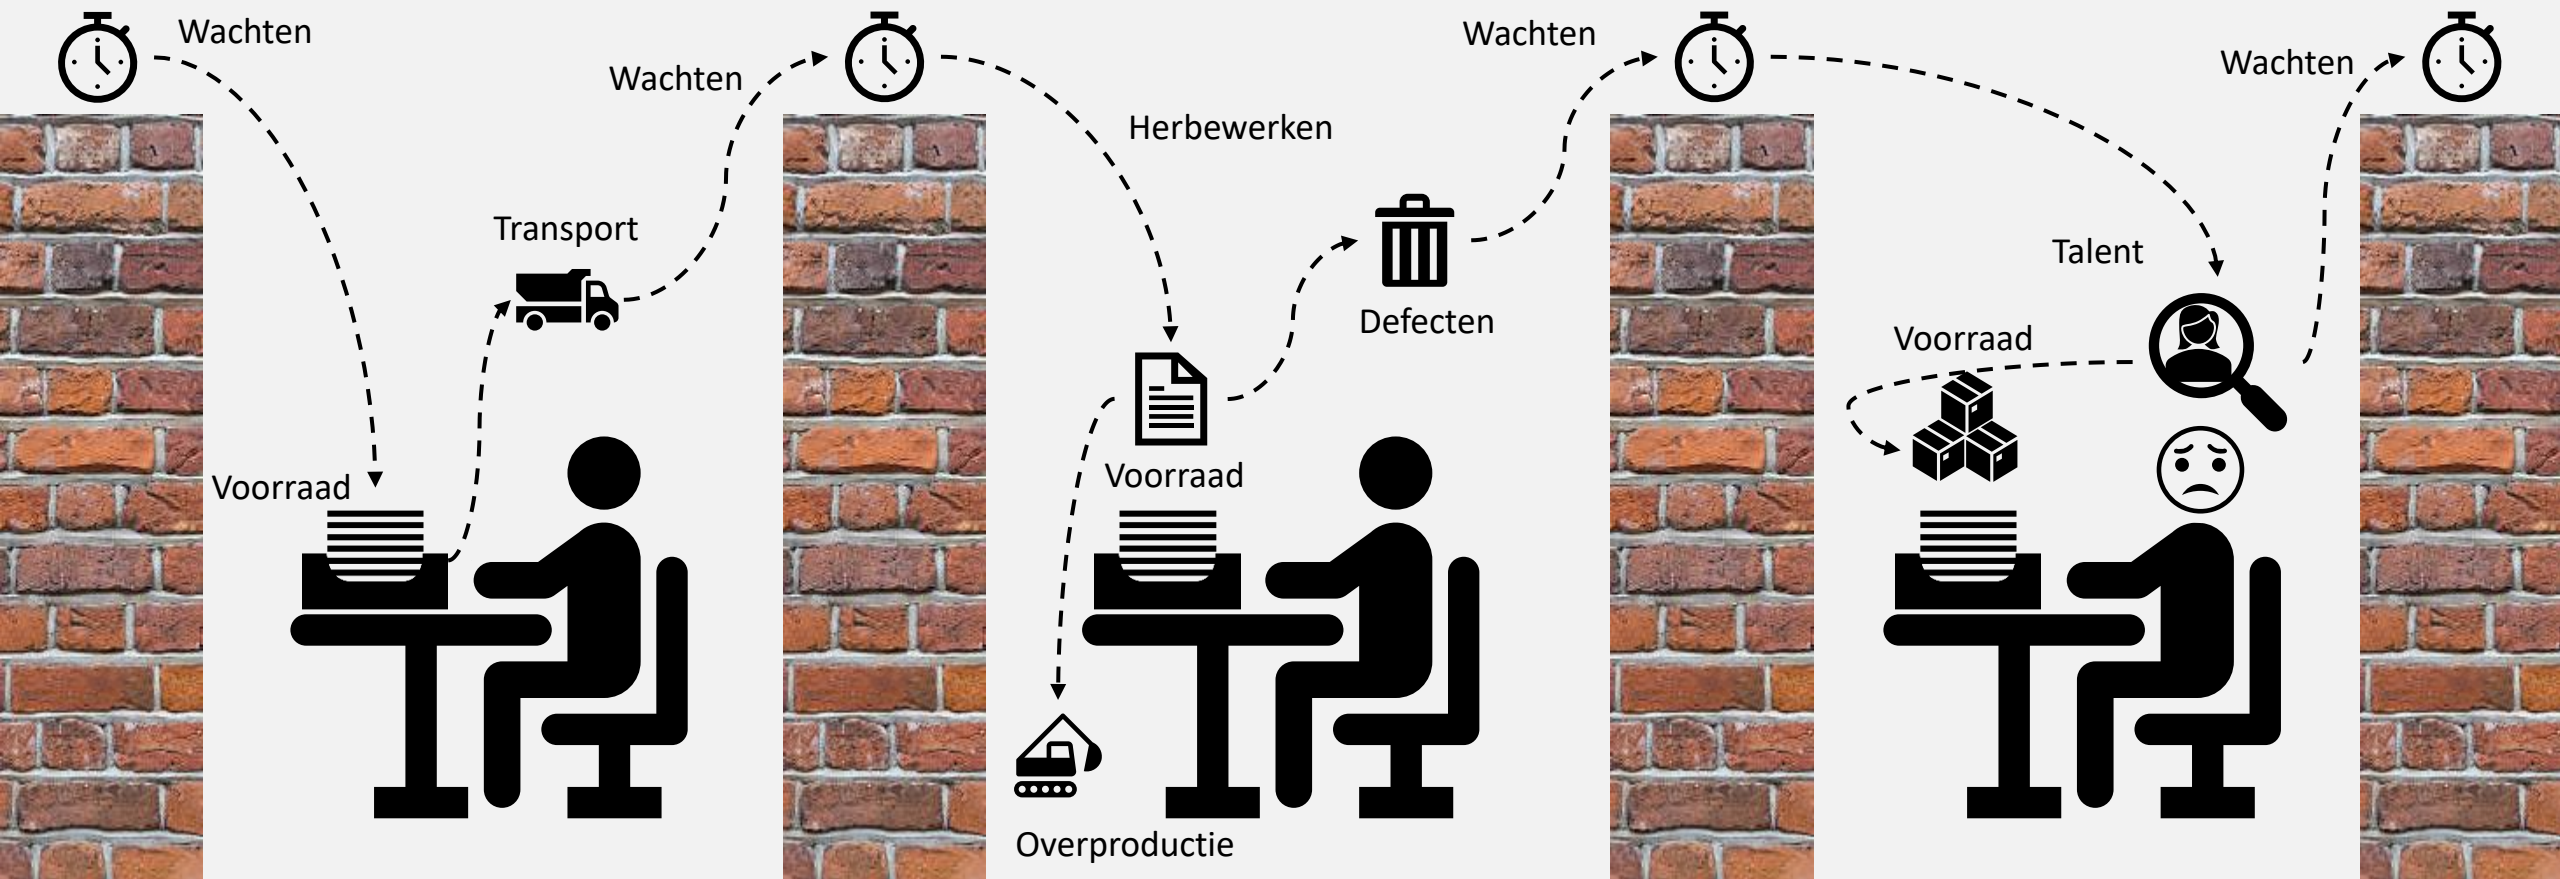 Wachten
Voorraad
Transport
Wachten
Herbewerken
Voorraad
Overproductie
Defecten
Wachten
Talent
Voorraad
Wachten